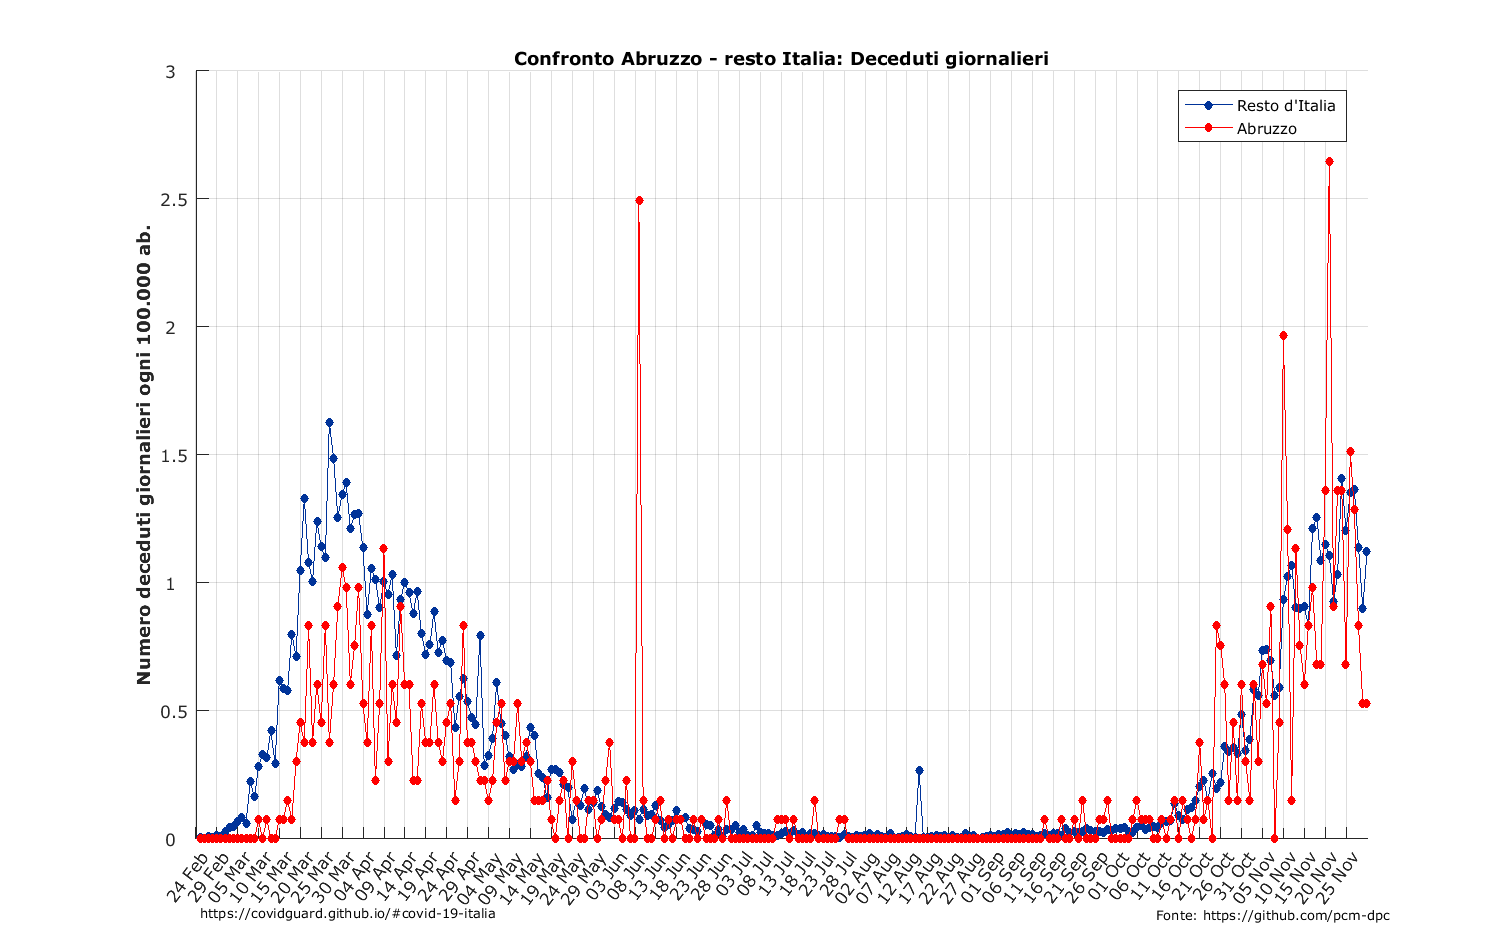 Confronto Abruzzo - resto Italia: Deceduti giornalieri
Resto d'Italia
Abruzzo
Numero deceduti giornalieri ogni 100.000 ab.
3
2.5
2
1.5
1
0.5
0
24 Feb
29 Feb
05 Mar
10 Mar
15 Mar
20 Mar
25 Mar
30 Mar
04 Apr
09 Apr
14 Apr
19 Apr
24 Apr
29 Apr
04 May
09 May
14 May
19 May
24 May
29 May
03 Jun
08 Jun
13 Jun
18 Jun
23 Jun
28 Jun
03 Jul
08 Jul
13 Jul
18 Jul
23 Jul
28 Jul
02 Aug
07 Aug
12 Aug
17 Aug
22 Aug
27 Aug
01 Sep
06 Sep
11 Sep
16 Sep
21 Sep
26 Sep
01 Oct
06 Oct
11 Oct
16 Oct
21 Oct
26 Oct
31 Oct
05 Nov
10 Nov
15 Nov
20 Nov
25 Nov
https://covidguard.github.io/#covid-19-italia
Fonte: https://github.com/pcm-dpc